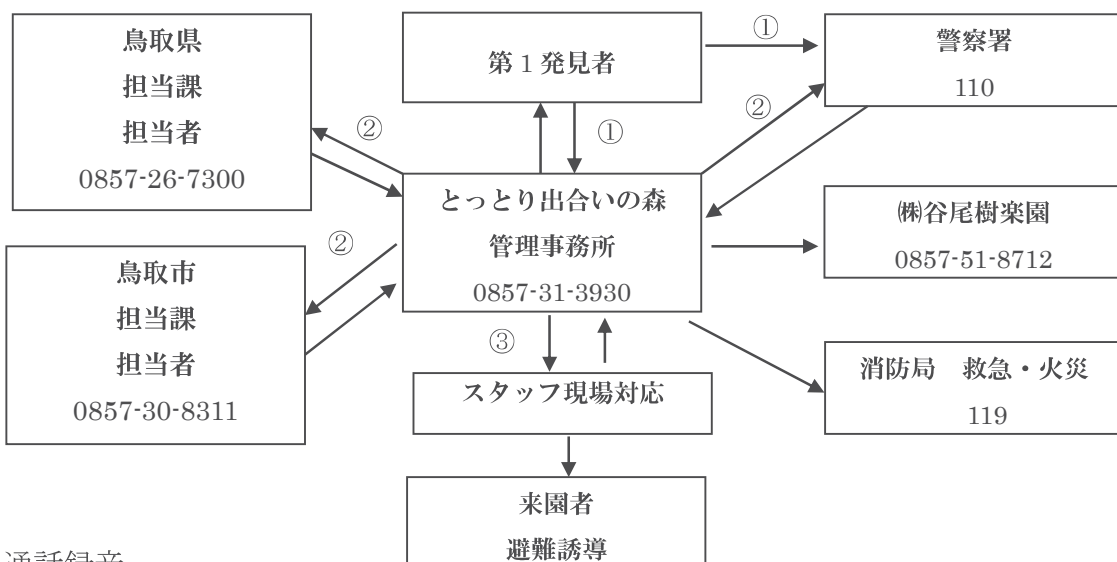 鳥取県
担当課
担当者
0857-26-7300
②
第1発見者
①
①
警察署
110
②
とっとり出合いの森
管理事務所
0857-31-3930
㈱谷尾樹楽園
0857-51-8712
鳥取市
担当課
担当者
0857-30-8311
②
③
スタッフ現場対応
消防局　救急・火災
119
来園者
避難誘導